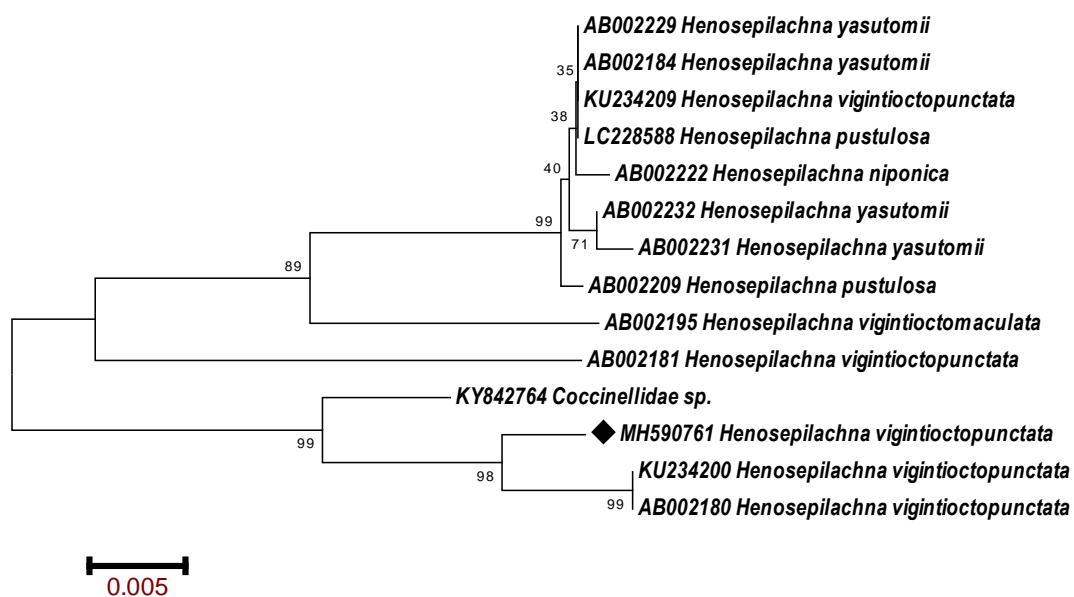 AB002229 Henosepilachna yasutomii
AB002184 Henosepilachna yasutomii
35
KU234209 Henosepilachna vigintioctopunctata
38
LC228588 Henosepilachna pustulosa
40
AB002222 Henosepilachna niponica
AB002232 Henosepilachna yasutomii
99
71
AB002231 Henosepilachna yasutomii
89
AB002209 Henosepilachna pustulosa
AB002195 Henosepilachna vigintioctomaculata
AB002181 Henosepilachna vigintioctopunctata
KY842764 Coccinellidae sp.
99
MH590761 Henosepilachna vigintioctopunctata
98
KU234200 Henosepilachna vigintioctopunctata
99
AB002180 Henosepilachna vigintioctopunctata
0.005